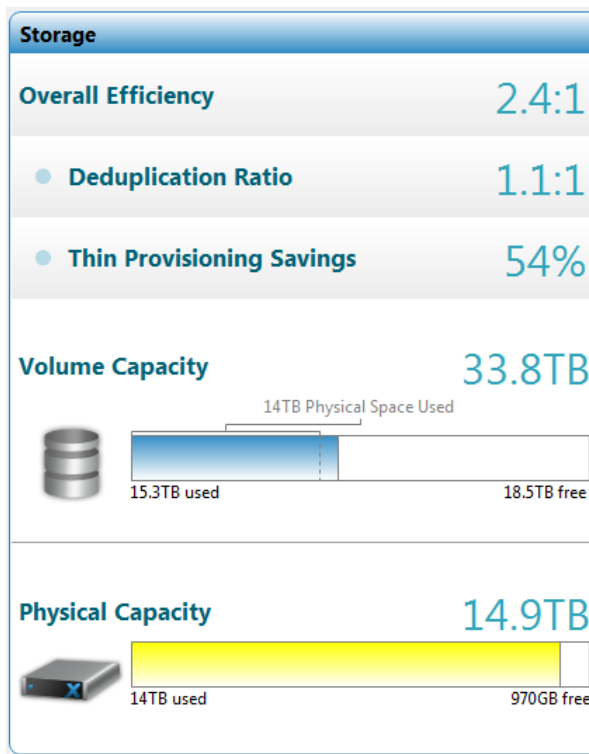 Storage
Overall Efficiency 2.4:1
Deduplication Ratio 1.1:1
Thin Provisioning Savings 54%
Volume Capacity 33.8TB
14TB Physical Space Used
15.3TB used 18.5TB free
Physical Capacity 14.9TB
X
14TB used 970GB free